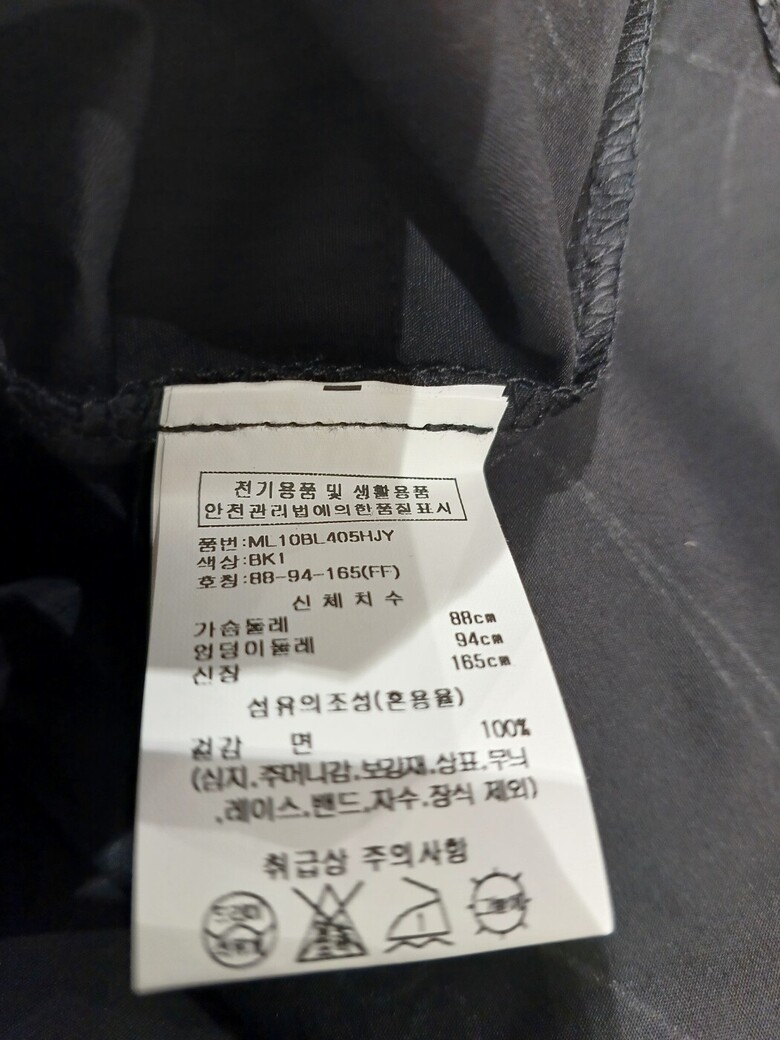 전기용품 및 생활용품
안전관리법에의한품질표시
품번:ML10BL405HJY
색상:BK1
호칭:88-94-165(FF)
신체치수
가슴둘레 88cm
엉덩이둘레 94cm
신장 165cm
섬유의조성(혼용율)
겉감 면 100%
(심지.주머니감.보강재.상표.무늬
.레이스.밴드.자수.장식 제외)
취급상 주의사항
드라이